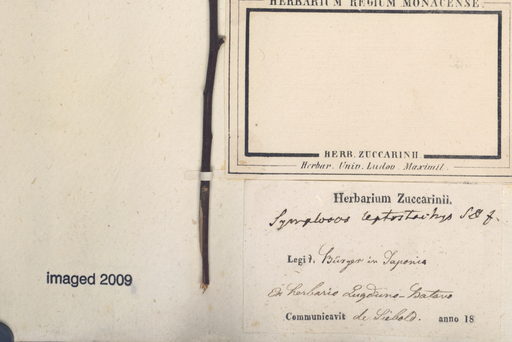 HERBARIUM REGIUM MONACENSE.
HERB. ZUCCARINII.
Herbar. Univ. Ludov. Maximil.
Herbarium Zuccarinii.
Symplocos leptostachys S & Z.
Legit. Bürger in Japonia
Ex herbario Lugduno-Batavo
Communicavit de Siebold. anno 18
imaged 2009